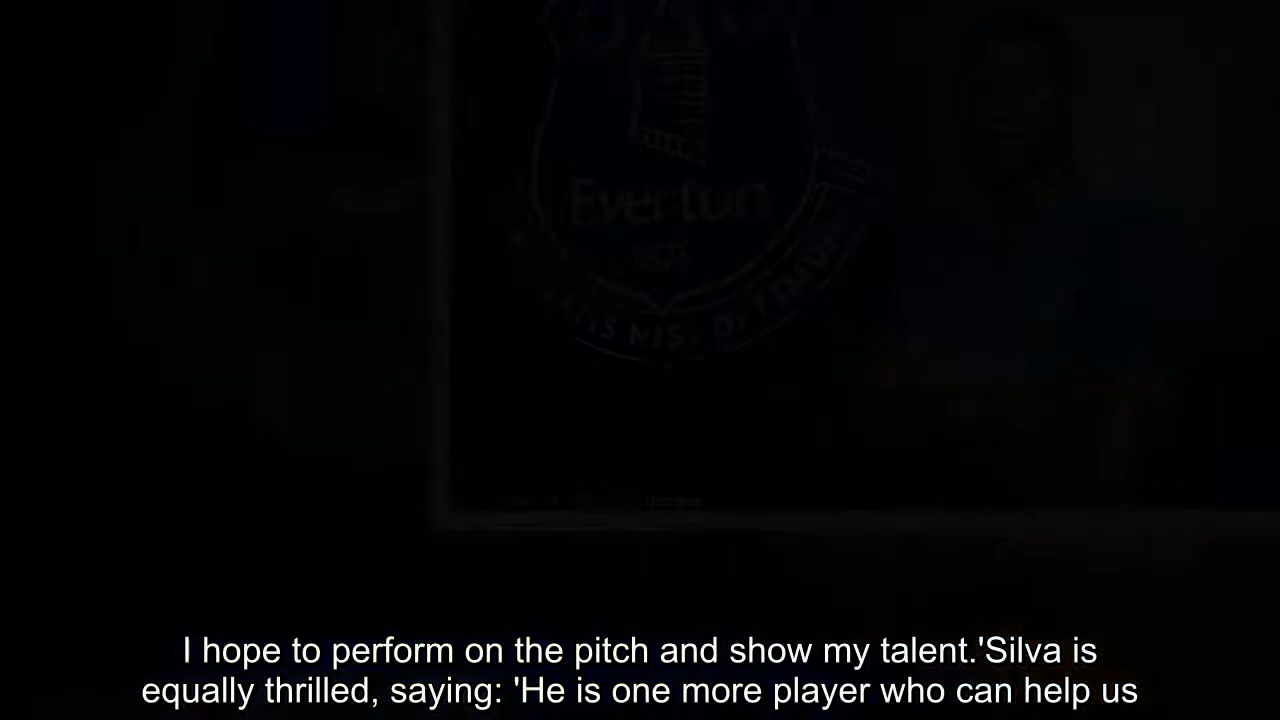 Everton
I hope to perform on the pitch and show my talent.'Silva is
equally thrilled, saying: 'He is one more player who can help us